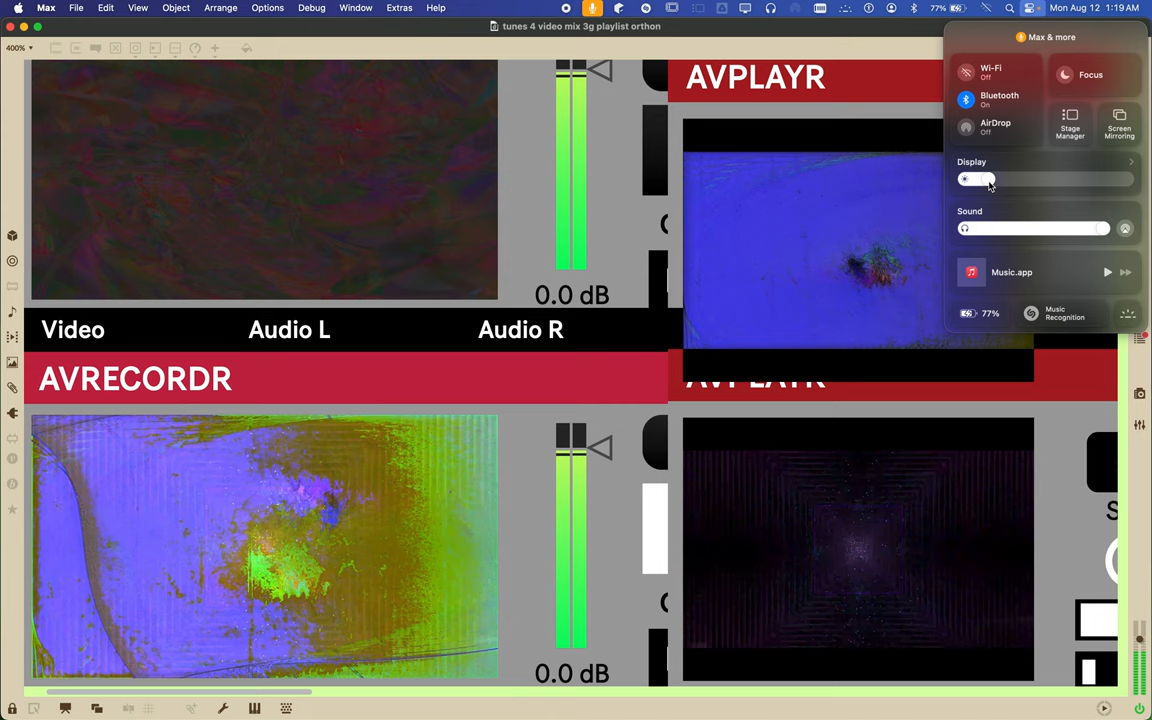 Max File Edit View Object Arrange Options Debug Window Extras Help
77% Mon Aug 12 1:19 AM
tunes 4 video mix 3g playlist orthon
400%
Max & more
Wi-Fi
Off
Focus
Bluetooth
On
AirDrop
Off
Stage
Manager
Screen
Mirroring
Display
Sound
Music.app
77%
Music
Recognition
AVPLAYR
0.0 dB
Video Audio L Audio R
AVRECORDR
AVPLAYR
0.0 dB